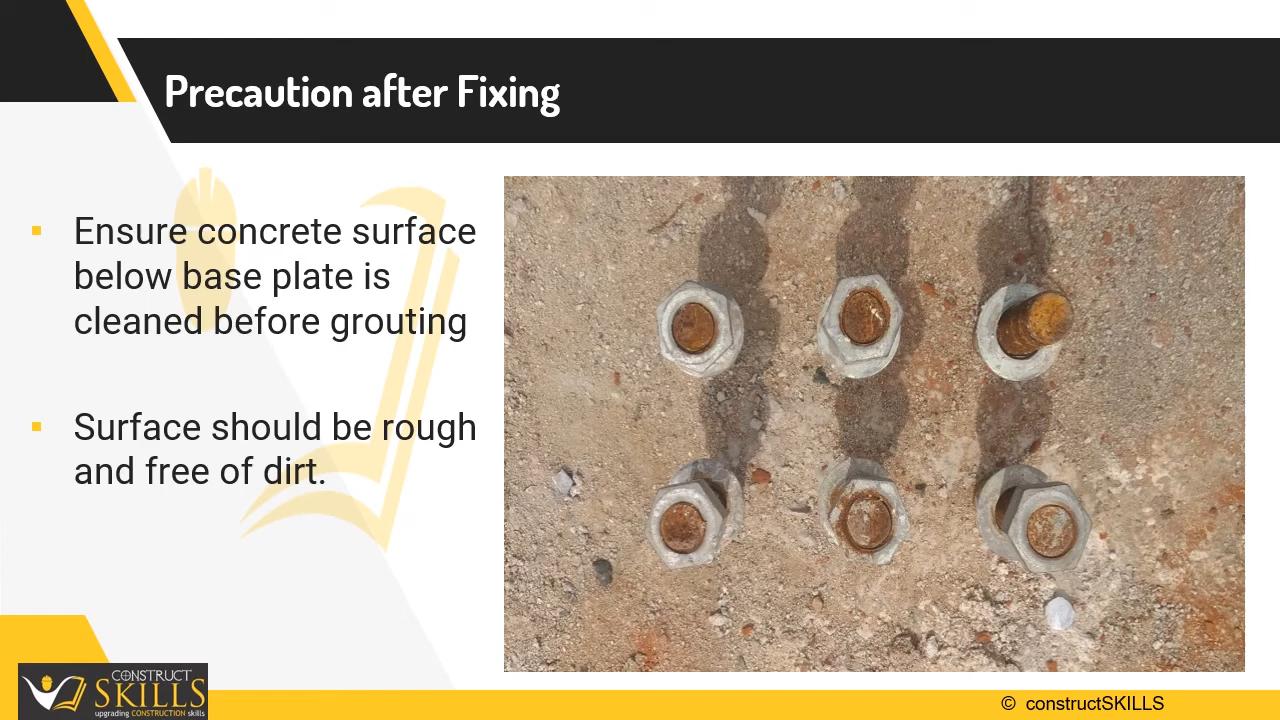 Precaution after Fixing
Ensure concrete surface
below base plate is
cleaned before grouting
Surface should be rough
and free of dirt.
CONSTRUCT
SKILLS
upgrading CONSTRUCTION skills
© constructSKILLS